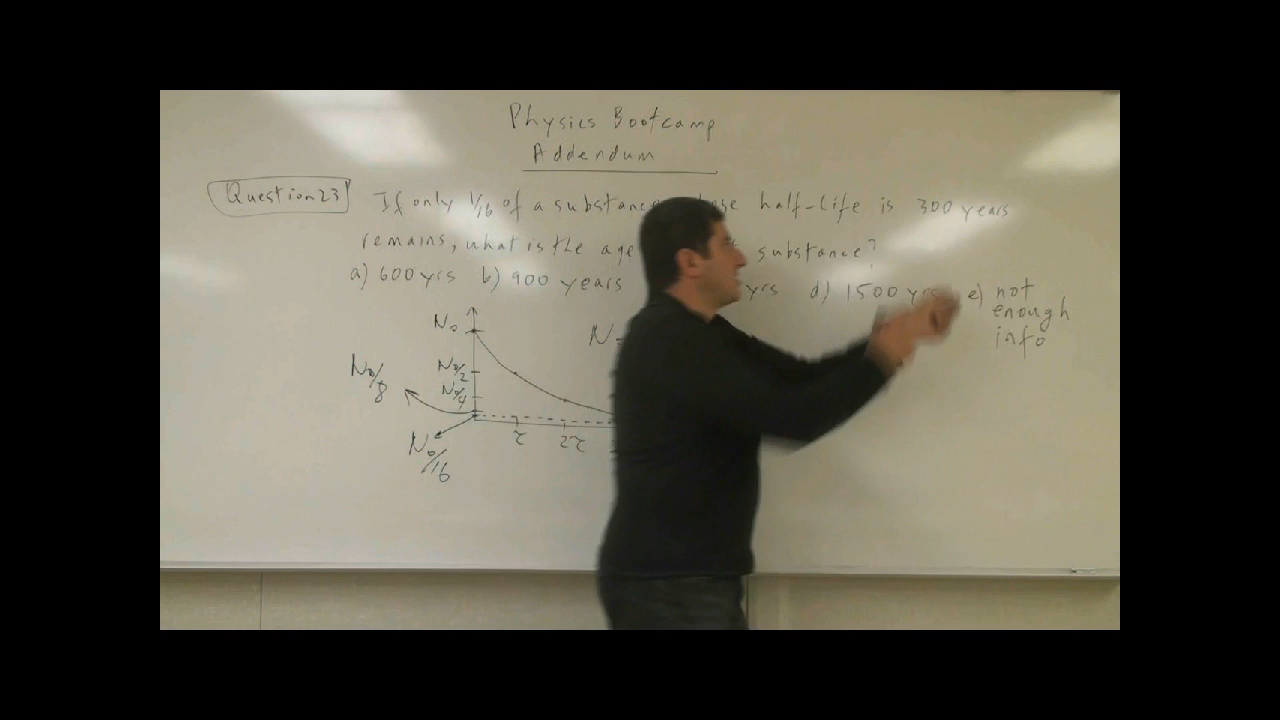 Physics Bootcamp
Addendum
Question 23
If only 1/16 of a substance half-life is 300 years
remains, what is the age substance?
a) 600 yrs b) 900 years yrs d) 1500 yrs e) not
enough
info
N₀
N₀/2
N₀/4
N₀/8
N₀/16
τ 2τ
N